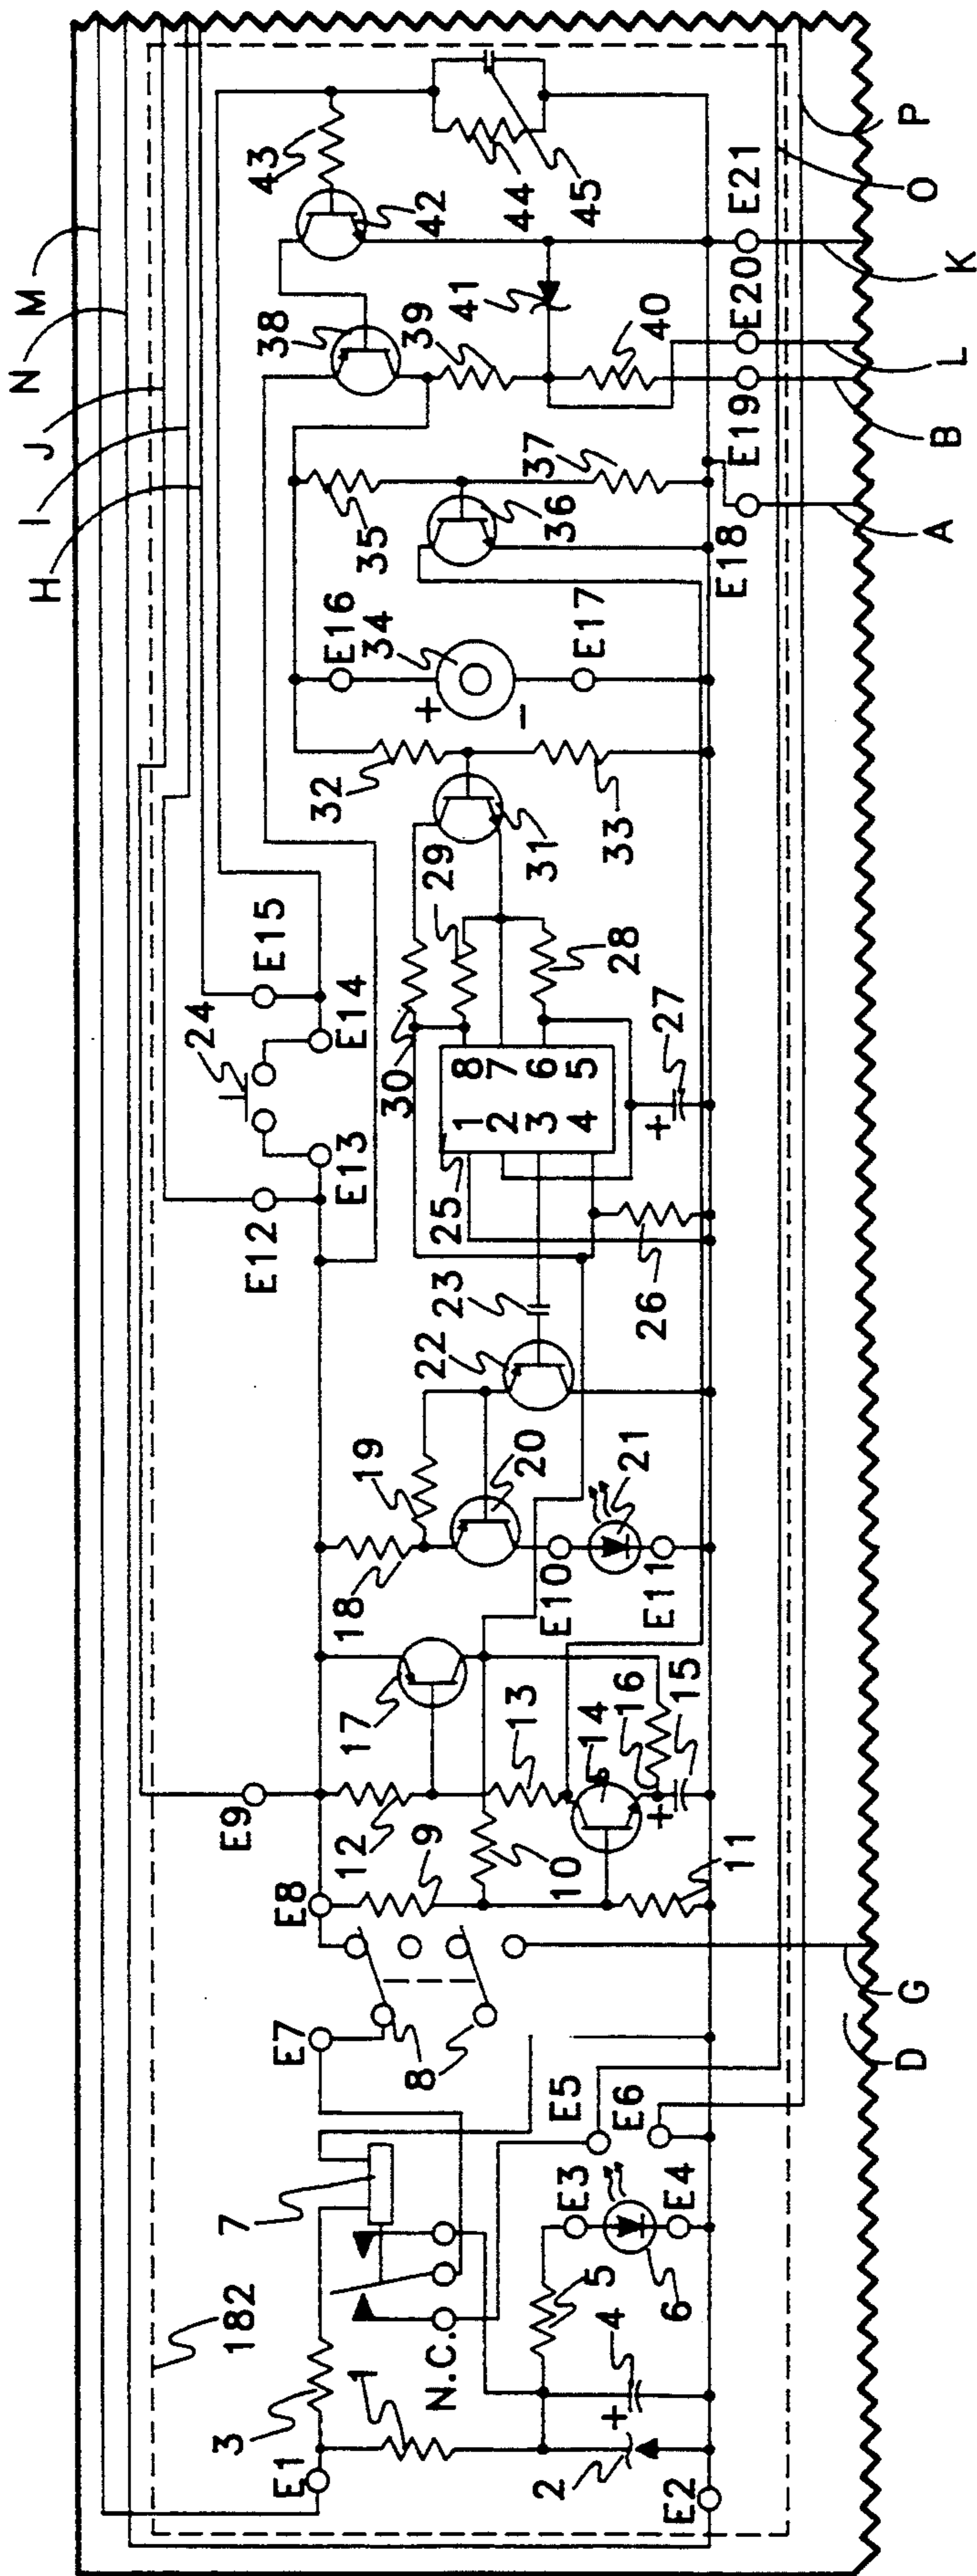 M
N
J
I
H
182
7
3
E1
1
N.C.
2
+
4
5
6
E2
E3
E4
E5
E6
E7
8
E8
E9
9
10
11
12
13
14
15
+
16
17
18
19
20
21
E10
E11
22
23
E12
E13
24
E14
E15
25
1
2
3
4
8
7
6
5
26
+
27
28
29
30
31
32
33
E16
34
+
-
E17
35
36
37
38
39
40
41
42
43
44
45
E18
E19
E20
E21
D
G
A
B
L
K
O
P